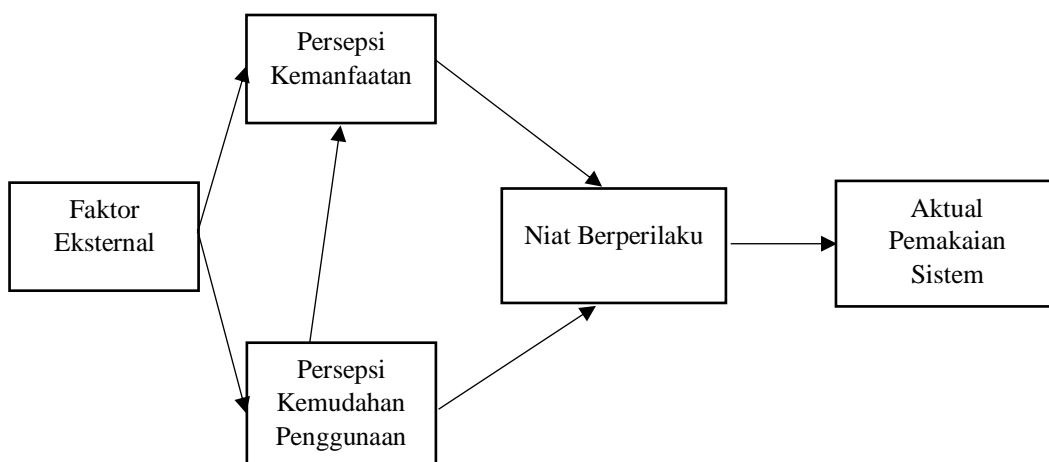 Persepsi
Kemanfaatan
Faktor
Eksternal
Niat Berperilaku
Aktual
Pemakaian
Sistem
Persepsi
Kemudahan
Penggunaan